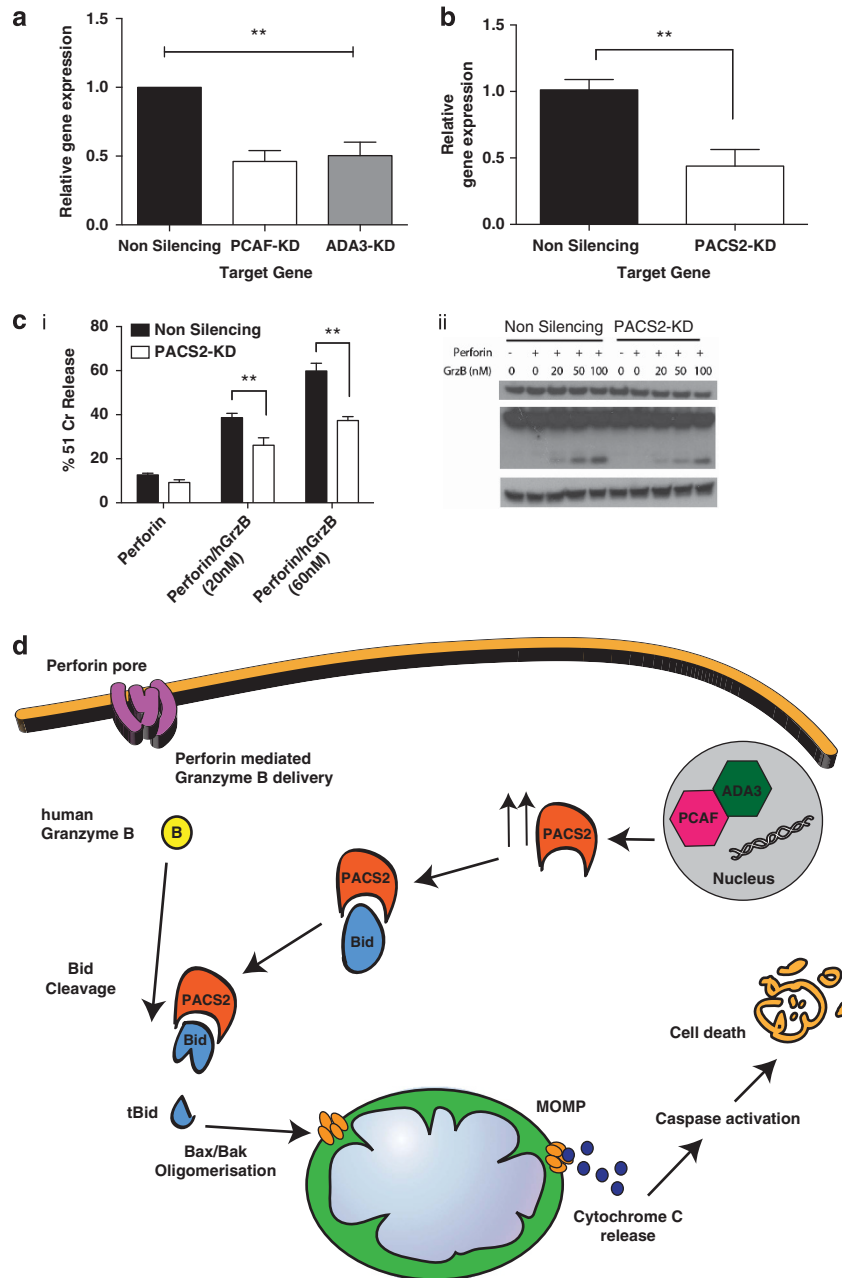 a
**
Relative gene expression
1.5
1.0
0.5
0.0
Non Silencing PCAF-KD ADA3-KD
Target Gene
b
**
Relative
gene expression
1.5
1.0
0.5
0.0
Non Silencing PACS2-KD
Target Gene
c i
Non Silencing
PACS2-KD
% 51 Cr Release
80
60
40
20
0
**
**
Perforin
Perforin/hGrzB
(20nM)
Perforin/hGrzB
(60nM)
ii
Non Silencing PACS2-KD
Perforin - + + + + - + + + +
GrzB (nM) 0 0 20 50 100 0 0 20 50 100
d
Perforin pore
Perforin mediated
Granzyme B delivery
human
Granzyme B
B
ADA3
PCAF
Nucleus
PACS2
PACS2
Bid
Bid
Cleavage
PACS2
Bid
tBid
Bax/Bak
Oligomerisation
MOMP
Cytochrome C
release
Caspase activation
Cell death